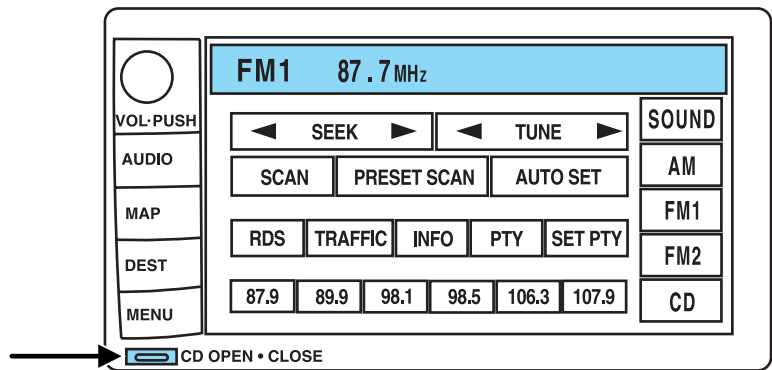 FM1 87.7 MHz
VOL·PUSH
AUDIO
MAP
DEST
MENU
SEEK TUNE
SCAN PRESET SCAN AUTO SET
RDS TRAFFIC INFO PTY SET PTY
87.9 89.9 98.1 98.5 106.3 107.9
SOUND
AM
FM1
FM2
CD
CD OPEN • CLOSE